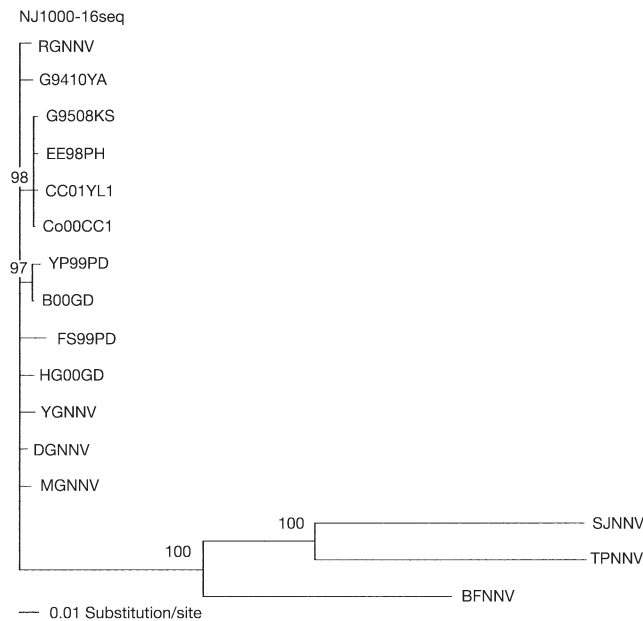 NJ1000-16seq
RGNNV
G9410YA
G9508KS
EE98PH
98
CC01YL1
Co00CC1
YP99PD
97
B00GD
FS99PD
HG00GD
YGNNV
DGNNV
MGNNV
100
SJNNV
100
TPNNV
BFNNV
0.01 Substitution/site